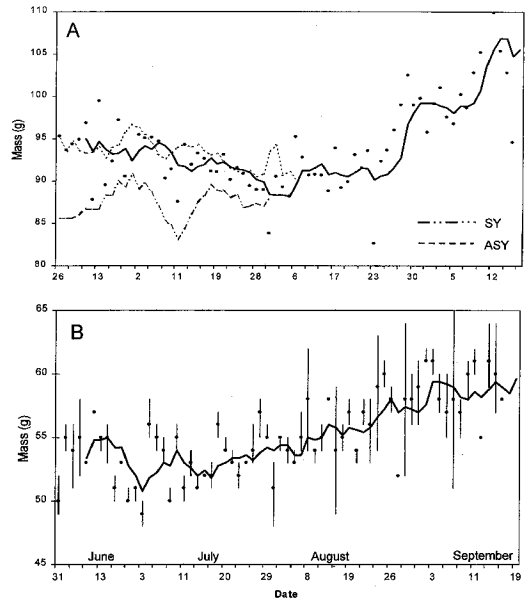 110
A
105
100
Mass (g)
95
90
85
SY
ASY
80
26 13 2 11 19 28 6 14 23 30 5 12
65
B
60
Mass (g)
55
50
June July August September
45
31 13 3 11 20 29 8 19 26 3 11 19
Date